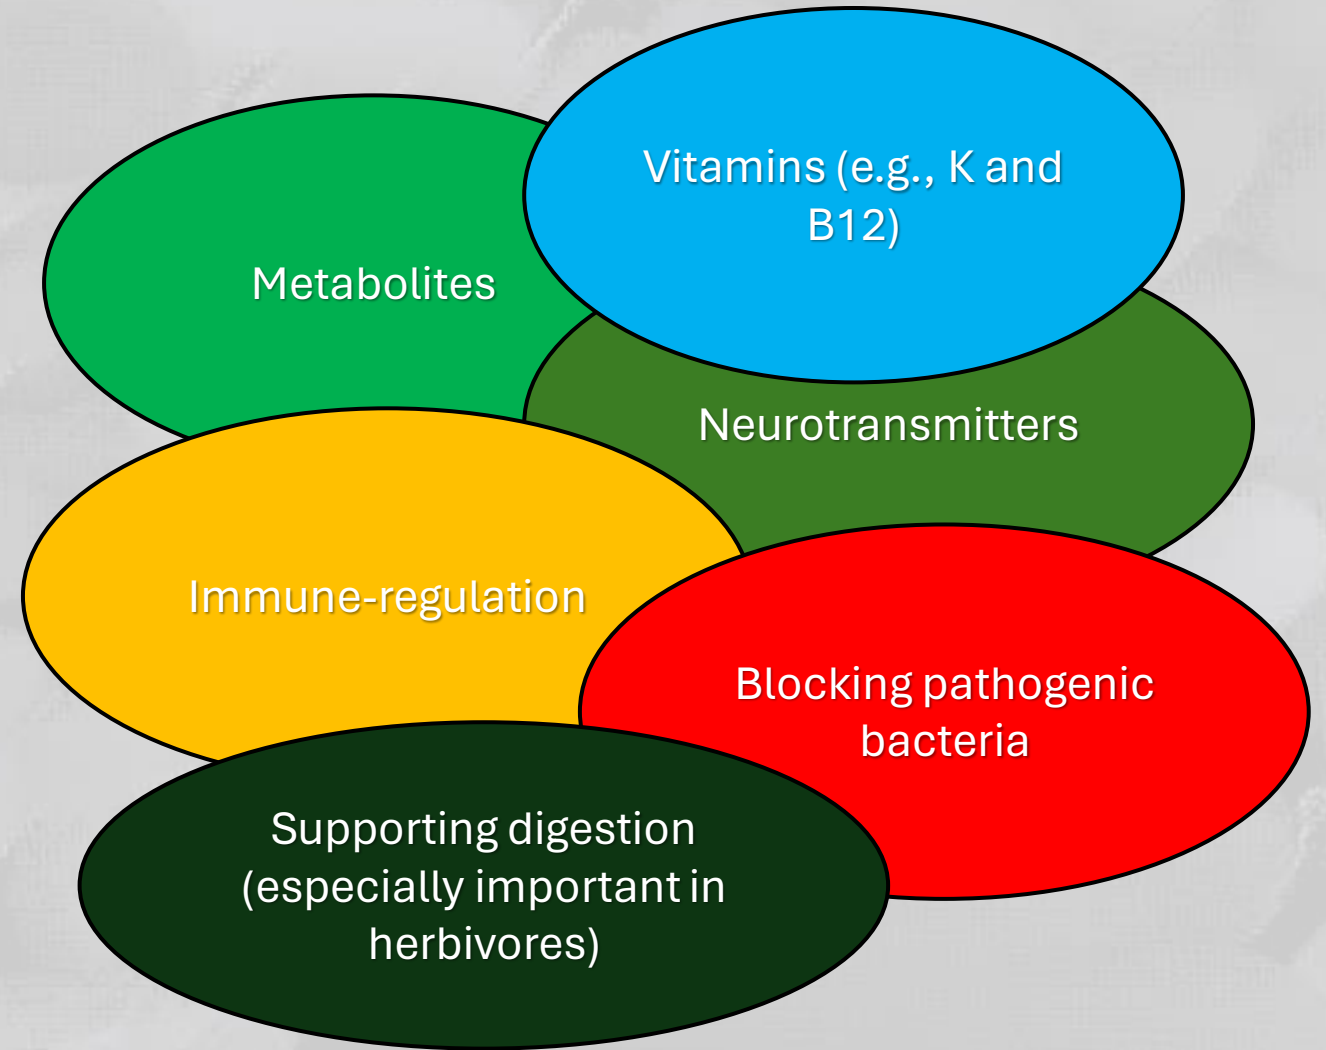 Vitamins (e.g., K and
B12)
Metabolites
Neurotransmitters
Immune-regulation
Blocking pathogenic
bacteria
Supporting digestion
(especially important in
herbivores)